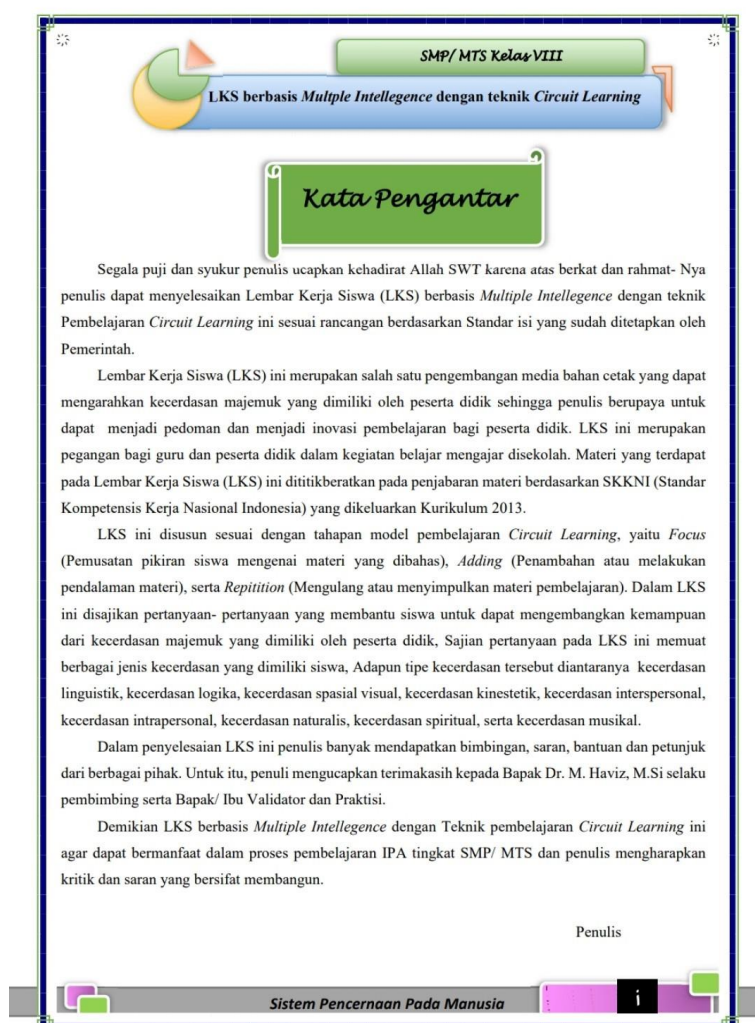 SMP/ MTS Kelas VIII
LKS berbasis Multple Intellegence dengan teknik Circuit Learning
Kata Pengantar
Segala puji dan syukur penulis ucapkan kehadirat Allah SWT karena atas berkat dan rahmat- Nya
penulis dapat menyelesaikan Lembar Kerja Siswa (LKS) berbasis Multiple Intellegence dengan teknik
Pembelajaran Circuit Learning ini sesuai rancangan berdasarkan Standar isi yang sudah ditetapkan oleh
Pemerintah.
Lembar Kerja Siswa (LKS) ini merupakan salah satu pengembangan media bahan cetak yang dapat
mengarahkan kecerdasan majemuk yang dimiliki oleh peserta didik sehingga penulis berupaya untuk
dapat menjadi pedoman dan menjadi inovasi pembelajaran bagi peserta didik. LKS ini merupakan
pegangan bagi guru dan peserta didik dalam kegiatan belajar mengajar disekolah. Materi yang terdapat
pada Lembar Kerja Siswa (LKS) ini dititikberatkan pada penjabaran materi berdasarkan SKKNI (Standar
Kompetensis Kerja Nasional Indonesia) yang dikeluarkan Kurikulum 2013.
LKS ini disusun sesuai dengan tahapan model pembelajaran Circuit Learning, yaitu Focus
(Pemusatan pikiran siswa mengenai materi yang dibahas), Adding (Penambahan atau melakukan
pendalaman materi), serta Repitition (Mengulang atau menyimpulkan materi pembelajaran). Dalam LKS
ini disajikan pertanyaan- pertanyaan yang membantu siswa untuk dapat mengembangkan kemampuan
dari kecerdasan majemuk yang dimiliki oleh peserta didik, Sajian pertanyaan pada LKS ini memuat
berbagai jenis kecerdasan yang dimiliki siswa, Adapun tipe kecerdasan tersebut diantaranya kecerdasan
linguistik, kecerdasan logika, kecerdasan spasial visual, kecerdasan kinestetik, kecerdasan interspersonal,
kecerdasan intrapersonal, kecerdasan naturalis, kecerdasan spiritual, serta kecerdasan musikal.
Dalam penyelesaian LKS ini penulis banyak mendapatkan bimbingan, saran, bantuan dan petunjuk
dari berbagai pihak. Untuk itu, penuli mengucapkan terimakasih kepada Bapak Dr. M. Haviz, M.Si selaku
pembimbing serta Bapak/ Ibu Validator dan Praktisi.
Demikian LKS berbasis Multiple Intellegence dengan Teknik pembelajaran Circuit Learning ini
agar dapat bermanfaat dalam proses pembelajaran IPA tingkat SMP/ MTS dan penulis mengharapkan
kritik dan saran yang bersifat membangun.
Penulis
Sistem Pencernaan Pada Manusia
i